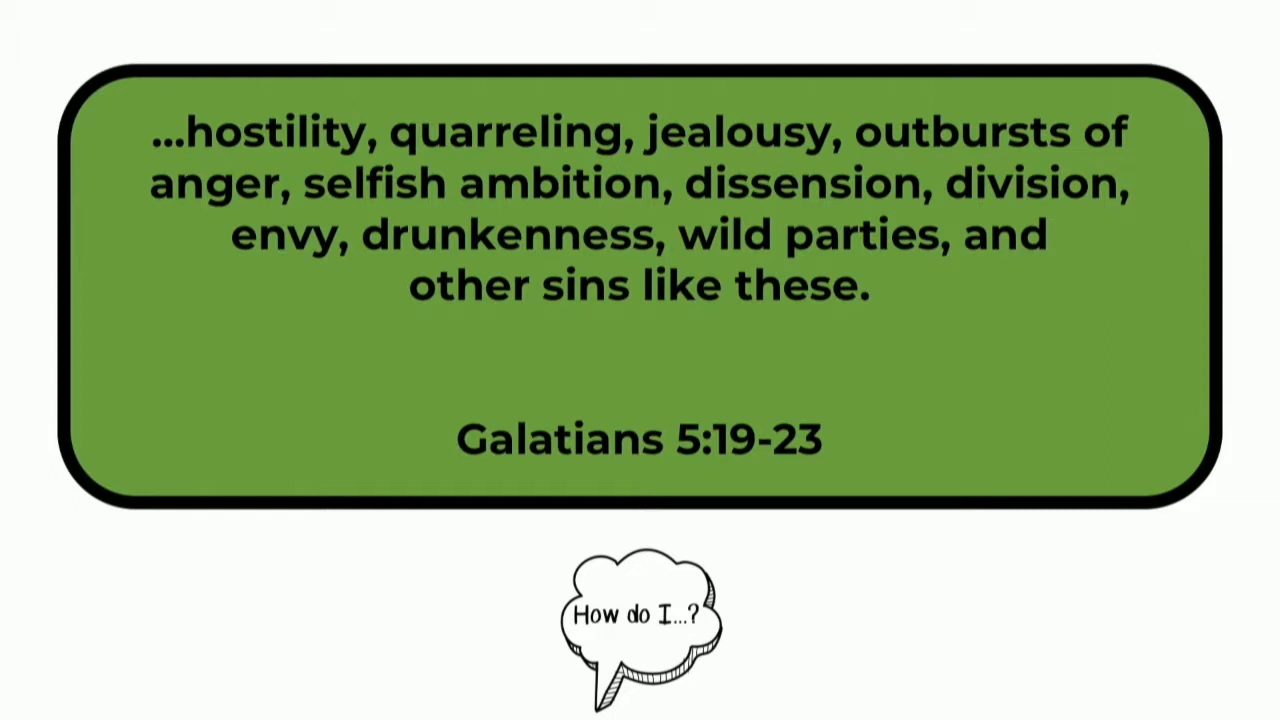 ...hostility, quarreling, jealousy, outbursts of
anger, selfish ambition, dissension, division,
envy, drunkenness, wild parties, and
other sins like these.
Galatians 5:19-23
How do I...?